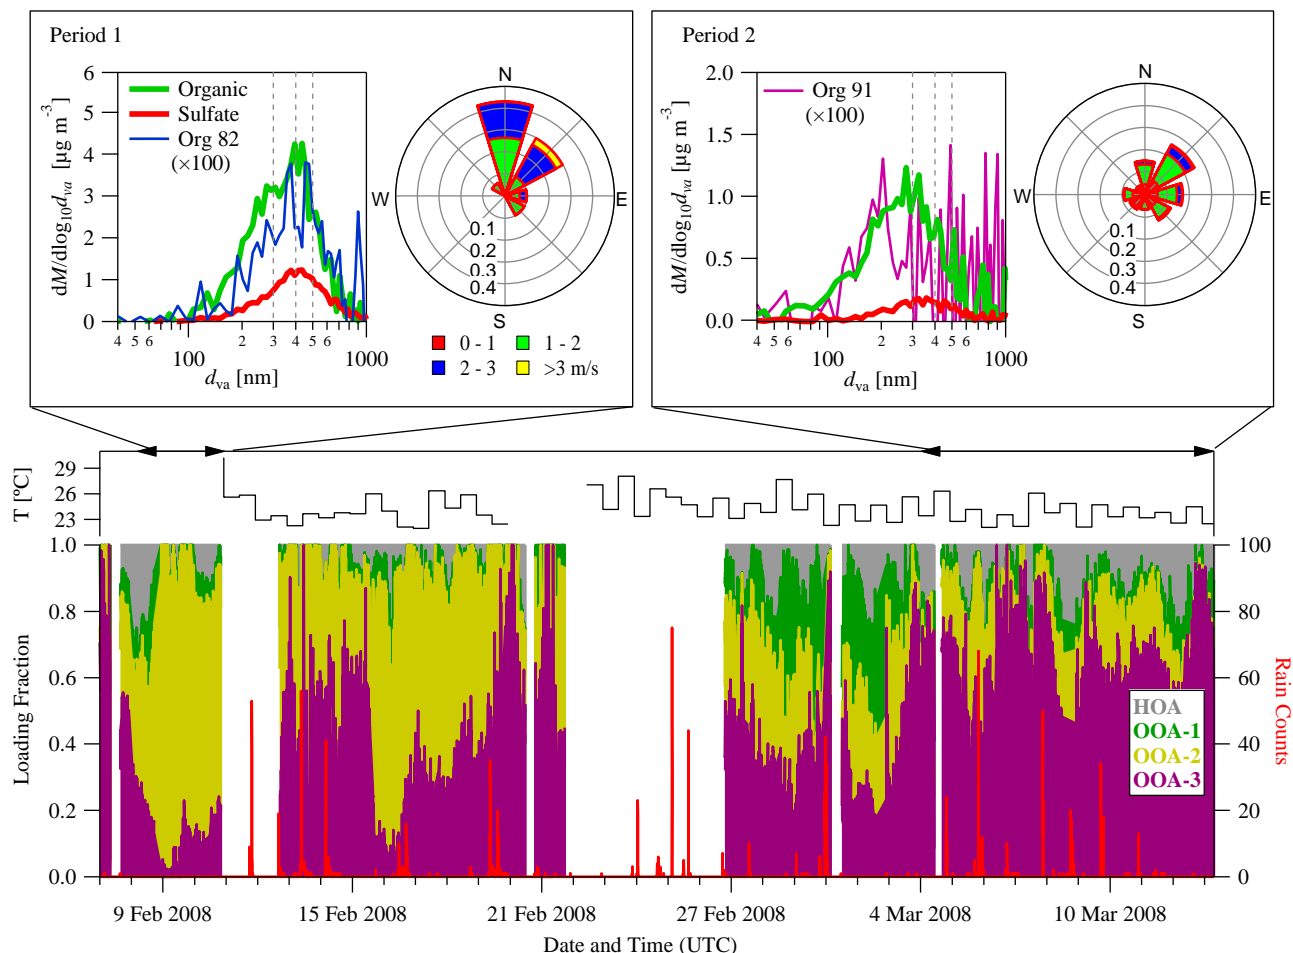 Period 1
6
5
4
3
2
1
0
dM/dlog10dva [µg m-3]
Organic
Sulfate
Org 82
(×100)
4 5 6 100 2 3 4 5 1000
dva [nm]
N
W E
S
0.1
0.2
0.3
0.4
0 - 1 1 - 2
2 - 3 >3 m/s
Period 2
2.0
1.5
1.0
0.5
0.0
dM/dlog10dva [µg m-3]
Org 91
(×100)
4 5 6 100 2 3 4 5 1000
dva [nm]
N
W E
S
0.1
0.2
0.3
0.4
T [ºC]
29
26
23
Loading Fraction
1.0
0.8
0.6
0.4
0.2
0.0
100
80
60
40
20
0
Rain Counts
HOA
OOA-1
OOA-2
OOA-3
9 Feb 2008 15 Feb 2008 21 Feb 2008 27 Feb 2008 4 Mar 2008 10 Mar 2008
Date and Time (UTC)